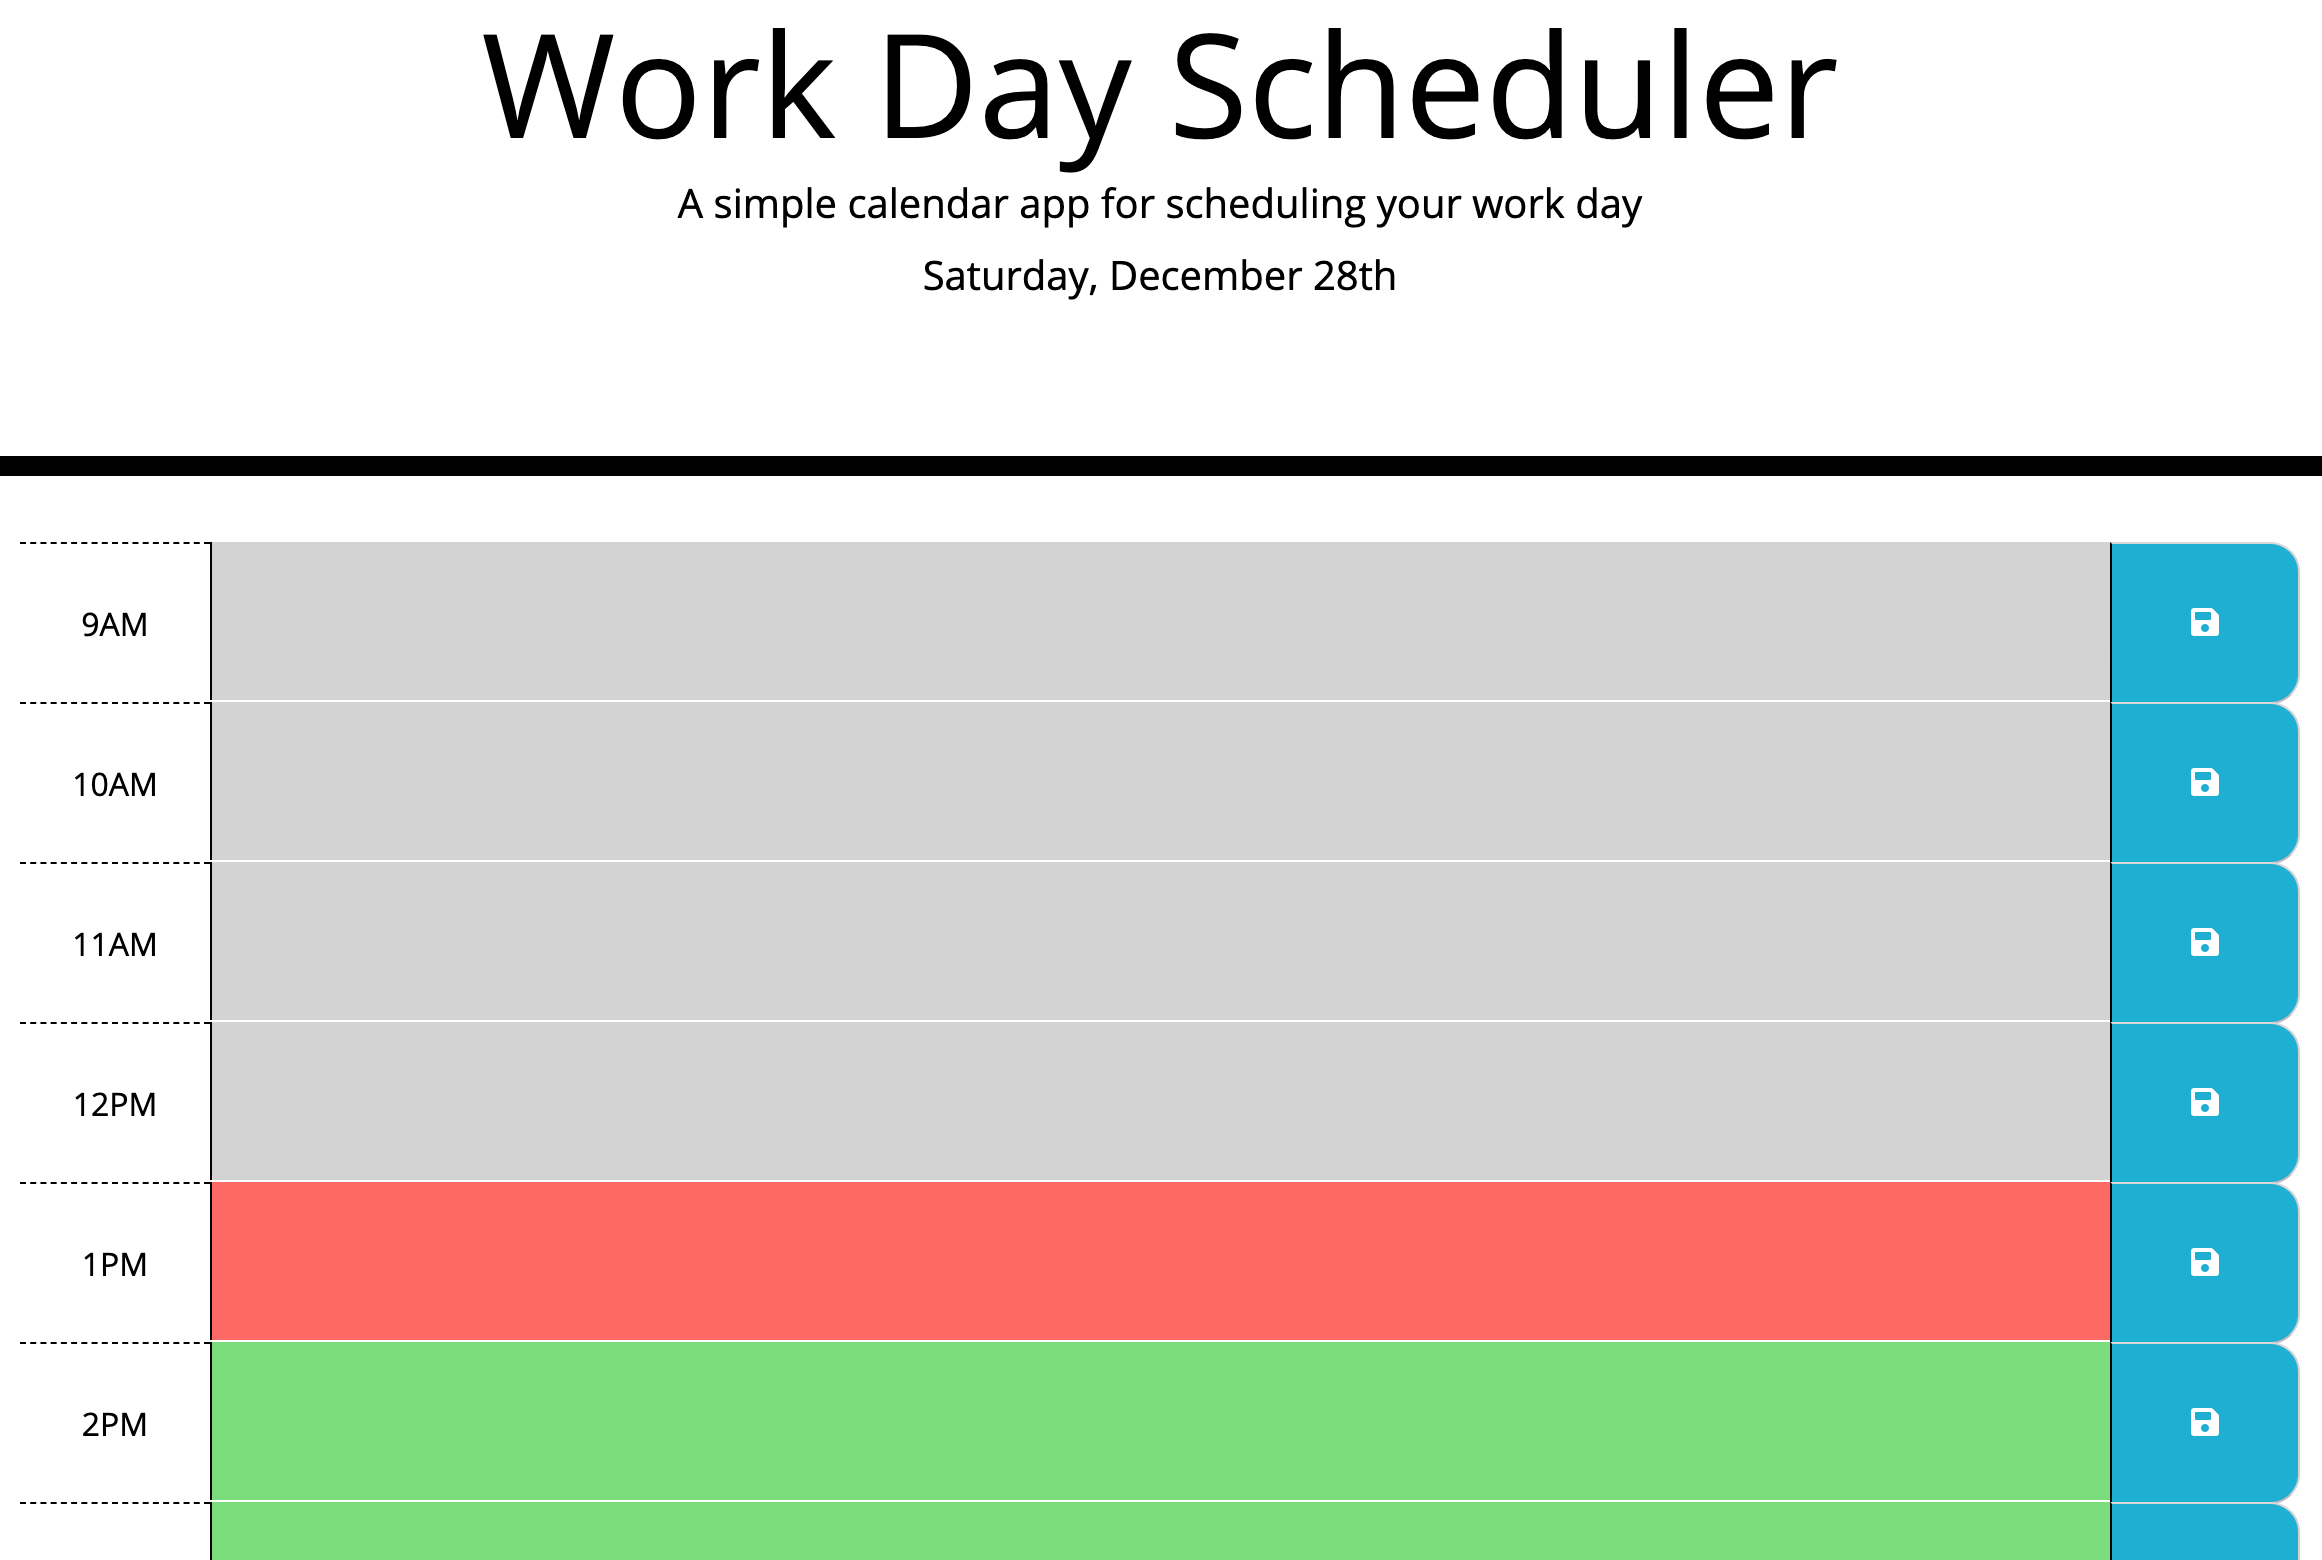 Work Day Scheduler
A simple calendar app for scheduling your work day
Saturday, December 28th
9AM
10AM
11AM
12PM
1PM
2PM